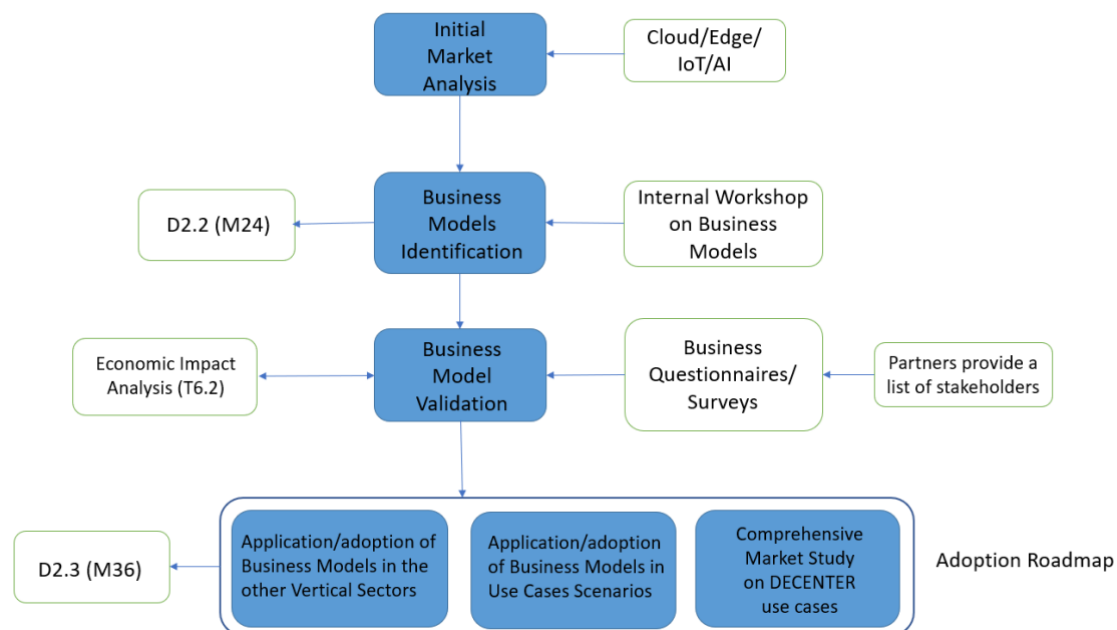 Initial
Market
Analysis
Cloud/Edge/
IoT/AI
D2.2 (M24)
Business
Models
Identification
Internal Workshop
on Business
Models
Economic Impact
Analysis (T6.2)
Business
Model
Validation
Business
Questionnaires/
Surveys
Partners provide a
list of stakeholders
D2.3 (M36)
Application/adoption of
Business Models in the
other Vertical Sectors
Application/adoption
of Business Models in
Use Cases Scenarios
Comprehensive
Market Study
on DECENTER
use cases
Adoption Roadmap